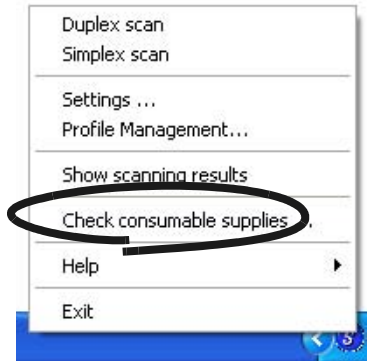 Duplex scan
Simplex scan
Settings ...
Profile Management...
Show scanning results
Check consumable supplies ...
Help
Exit
S